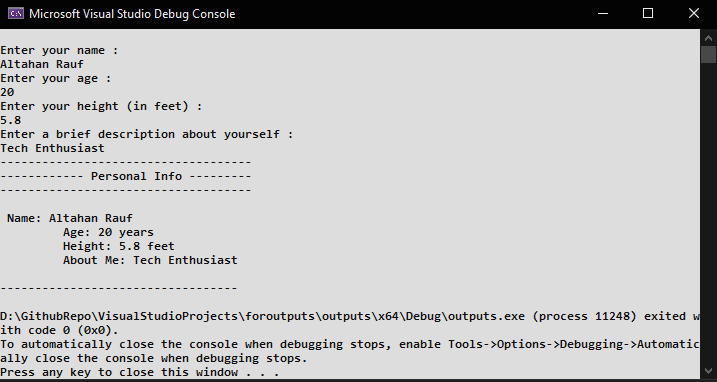 Microsoft Visual Studio Debug Console
Enter your name :
Altahan Rauf
Enter your age :
20
Enter your height (in feet) :
5.8
Enter a brief description about yourself :
Tech Enthusiast
------------------------------------
------------ Personal Info ---------
------------------------------------
Name: Altahan Rauf
Age: 20 years
Height: 5.8 feet
About Me: Tech Enthusiast
----------------------------------
D:\GithubRepo\VisualStudioProjects\foroutputs\outputs\x64\Debug\outputs.exe (process 11248) exited w
ith code 0 (0x0).
To automatically close the console when debugging stops, enable Tools->Options->Debugging->Automatic
ally close the console when debugging stops.
Press any key to close this window . . .